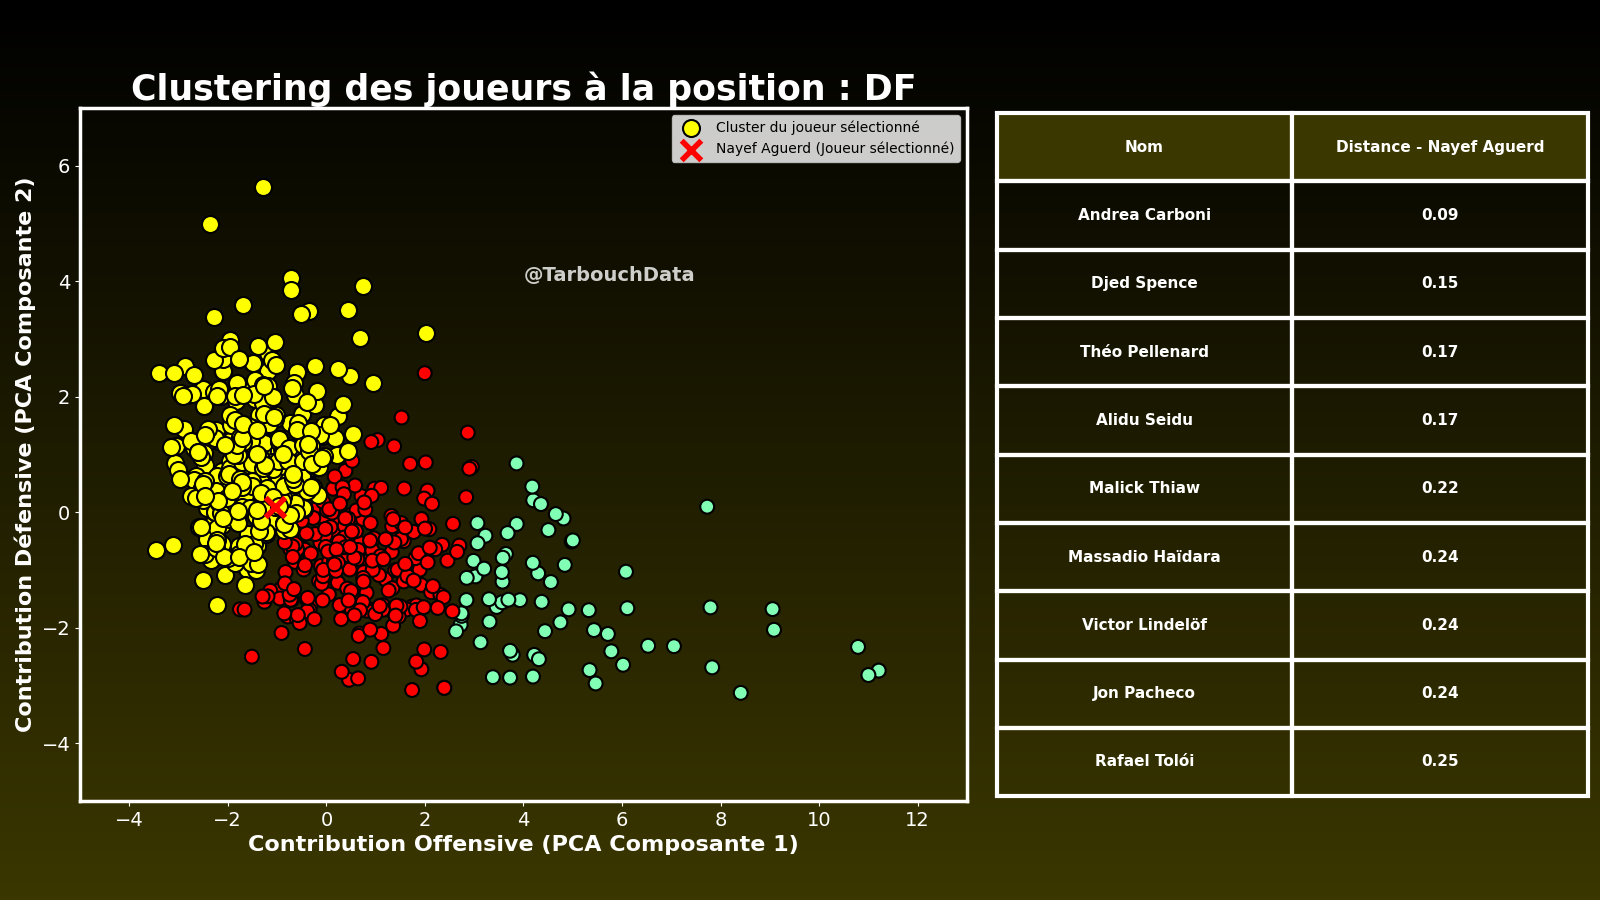 Clustering des joueurs à la position : DF
Cluster du joueur sélectionné
Nayef Aguerd (Joueur sélectionné)
@TarbouchData
Contribution Défensive (PCA Composante 2)
6
4
2
0
−2
−4
−4 −2 0 2 4 6 8 10 12
Contribution Offensive (PCA Composante 1)
Nom Distance - Nayef Aguerd
Andrea Carboni 0.09
Djed Spence 0.15
Théo Pellenard 0.17
Alidu Seidu 0.17
Malick Thiaw 0.22
Massadio Haïdara 0.24
Victor Lindelöf 0.24
Jon Pacheco 0.24
Rafael Tolói 0.25